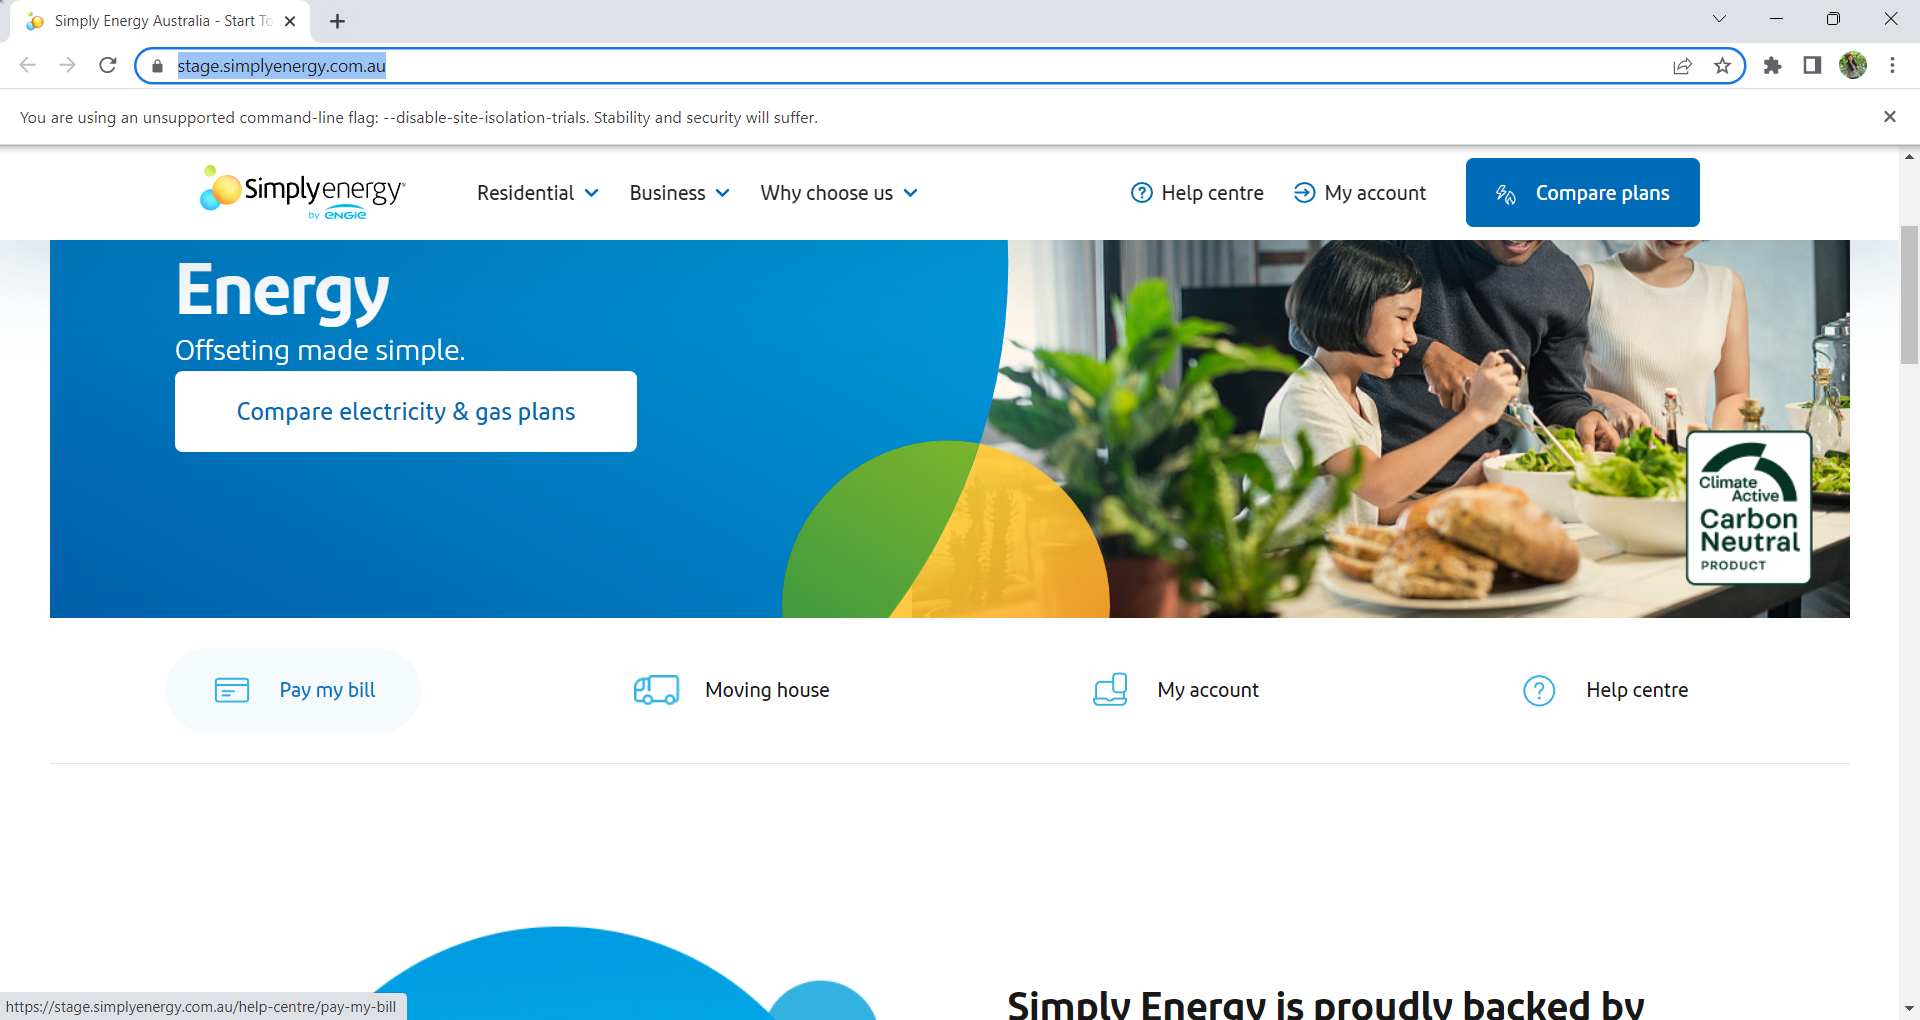 Simply Energy Australia - Start To
stage.simplyenergy.com.au
You are using an unsupported command-line flag: --disable-site-isolation-trials. Stability and security will suffer.
Simplyenergy®
by ENGIE
Residential
Business
Why choose us
Help centre
My account
Compare plans
Energy
Offseting made simple.
Compare electricity & gas plans
Climate
Active
Carbon
Neutral
PRODUCT
Pay my bill
Moving house
My account
Help centre
Simply Energy is proudly backed by
https://stage.simplyenergy.com.au/help-centre/pay-my-bill